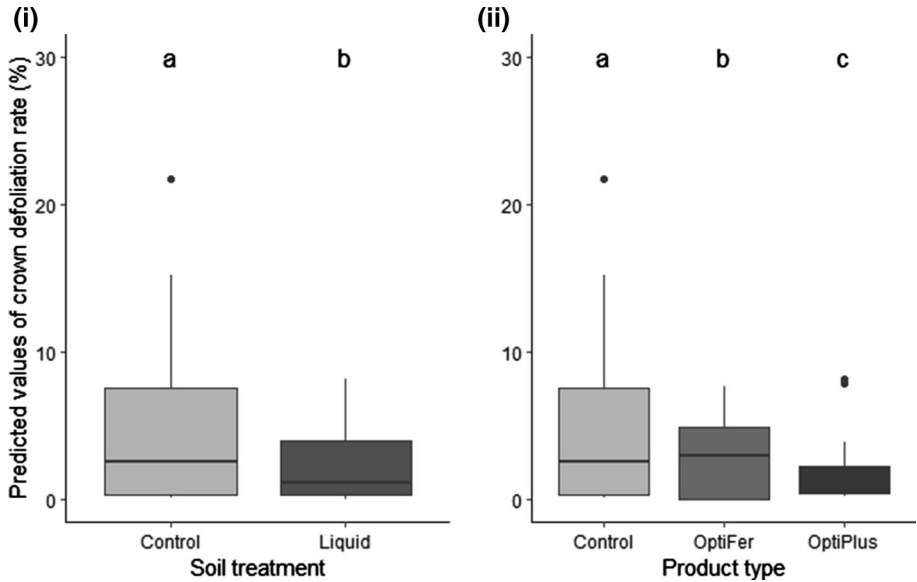 (i)
Predicted values of crown defoliation rate (%)
30
20
10
0
a b
Control Liquid
Soil treatment
(ii)
30
20
10
0
a b c
Control OptiFer OptiPlus
Product type